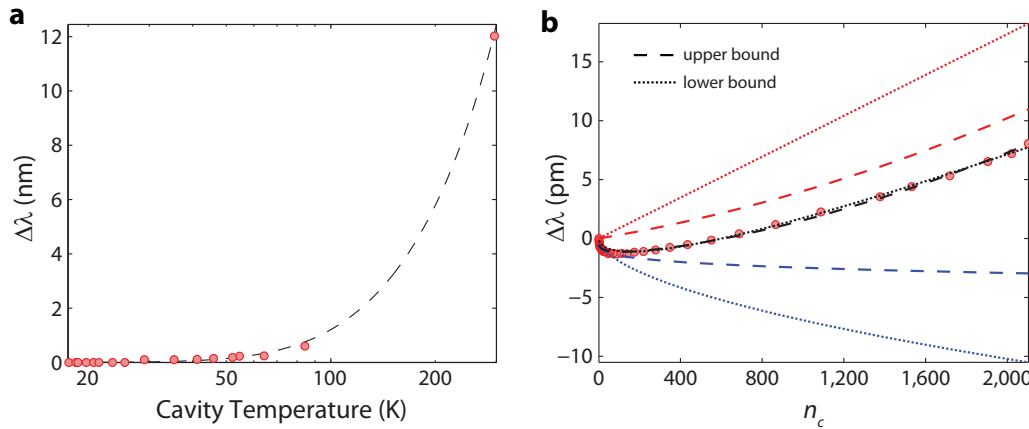 a
12
10
8
6
4
2
0
Δλ (nm)
20
50
100
200
Cavity Temperature (K)
b
upper bound
lower bound
15
10
5
0
−5
−10
Δλ (pm)
0
400
800
1,200
1,600
2,000
n_c